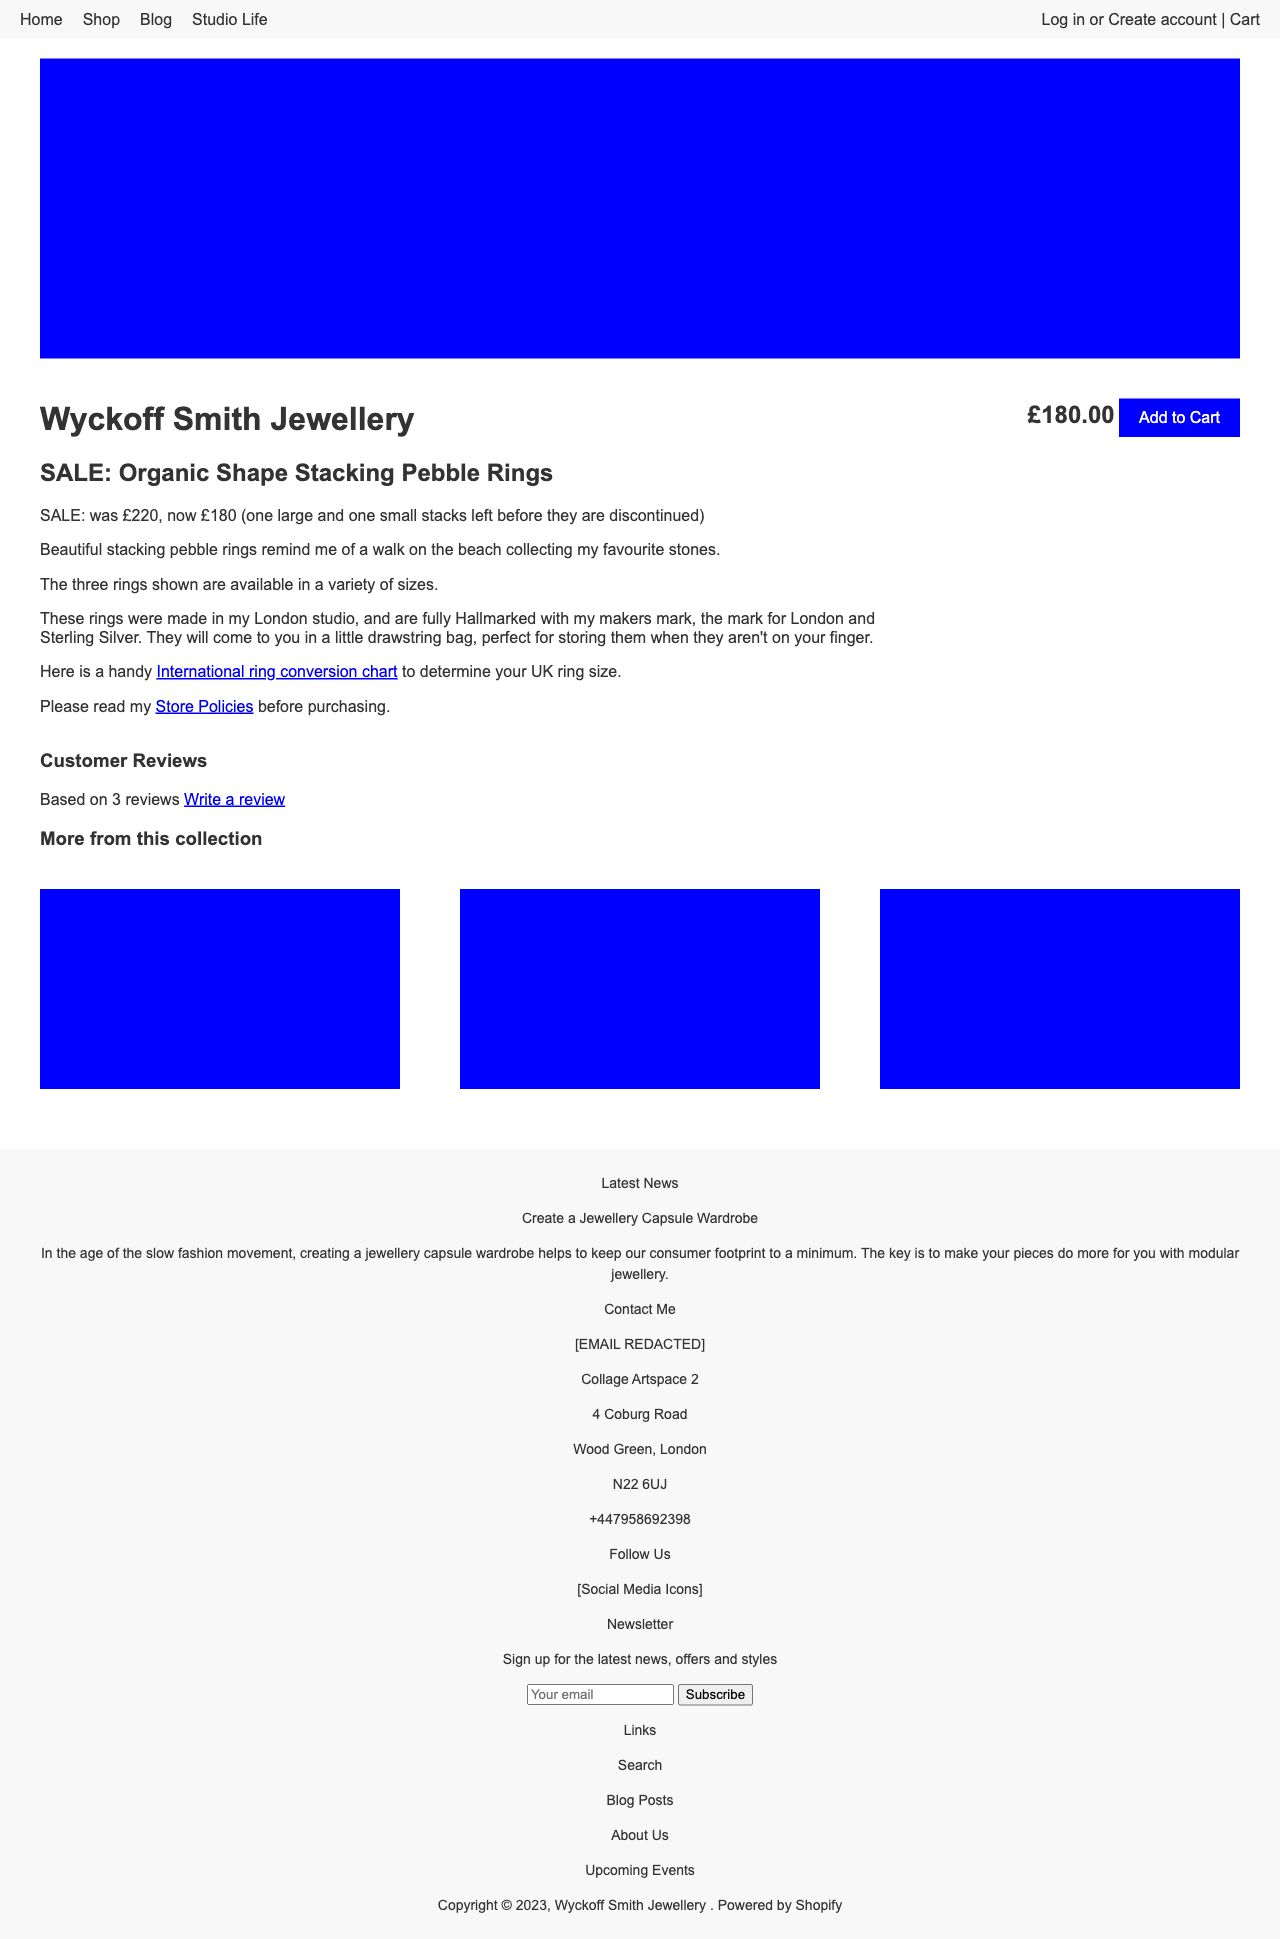 Home Shop Blog Studio Life Log in or Create account | Cart
Wyckoff Smith Jewellery
£180.00 Add to Cart
SALE: Organic Shape Stacking Pebble Rings
SALE: was £220, now £180 (one large and one small stacks left before they are discontinued)
Beautiful stacking pebble rings remind me of a walk on the beach collecting my favourite stones.
The three rings shown are available in a variety of sizes.
These rings were made in my London studio, and are fully Hallmarked with my makers mark, the mark for London and
Sterling Silver. They will come to you in a little drawstring bag, perfect for storing them when they aren't on your finger.
Here is a handy International ring conversion chart to determine your UK ring size.
Please read my Store Policies before purchasing.
Customer Reviews
Based on 3 reviews Write a review
More from this collection
Latest News
Create a Jewellery Capsule Wardrobe
In the age of the slow fashion movement, creating a jewellery capsule wardrobe helps to keep our consumer footprint to a minimum. The key is to make your pieces do more for you with modular
jewellery.
Contact Me
[EMAIL REDACTED]
Collage Artspace 2
4 Coburg Road
Wood Green, London
N22 6UJ
+447958692398
Follow Us
[Social Media Icons]
Newsletter
Sign up for the latest news, offers and styles
Your email Subscribe
Links
Search
Blog Posts
About Us
Upcoming Events
Copyright © 2023, Wyckoff Smith Jewellery . Powered by Shopify